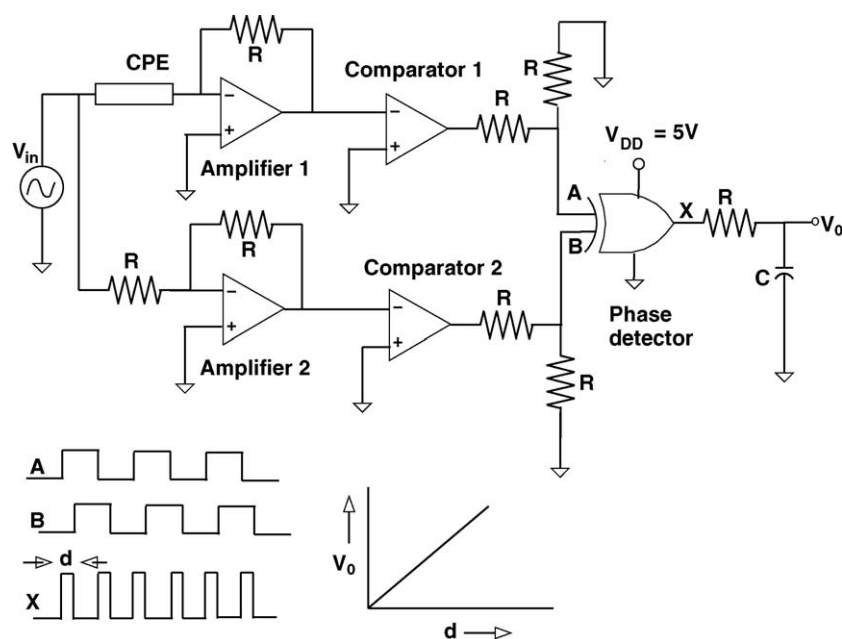 CPE
R
Comparator 1
R
R
V_DD = 5V
V_in
Amplifier 1
A
B
X
R
V_0
R
R
Comparator 2
R
C
Phase
detector
Amplifier 2
R
A
B
d
X
V_0
d